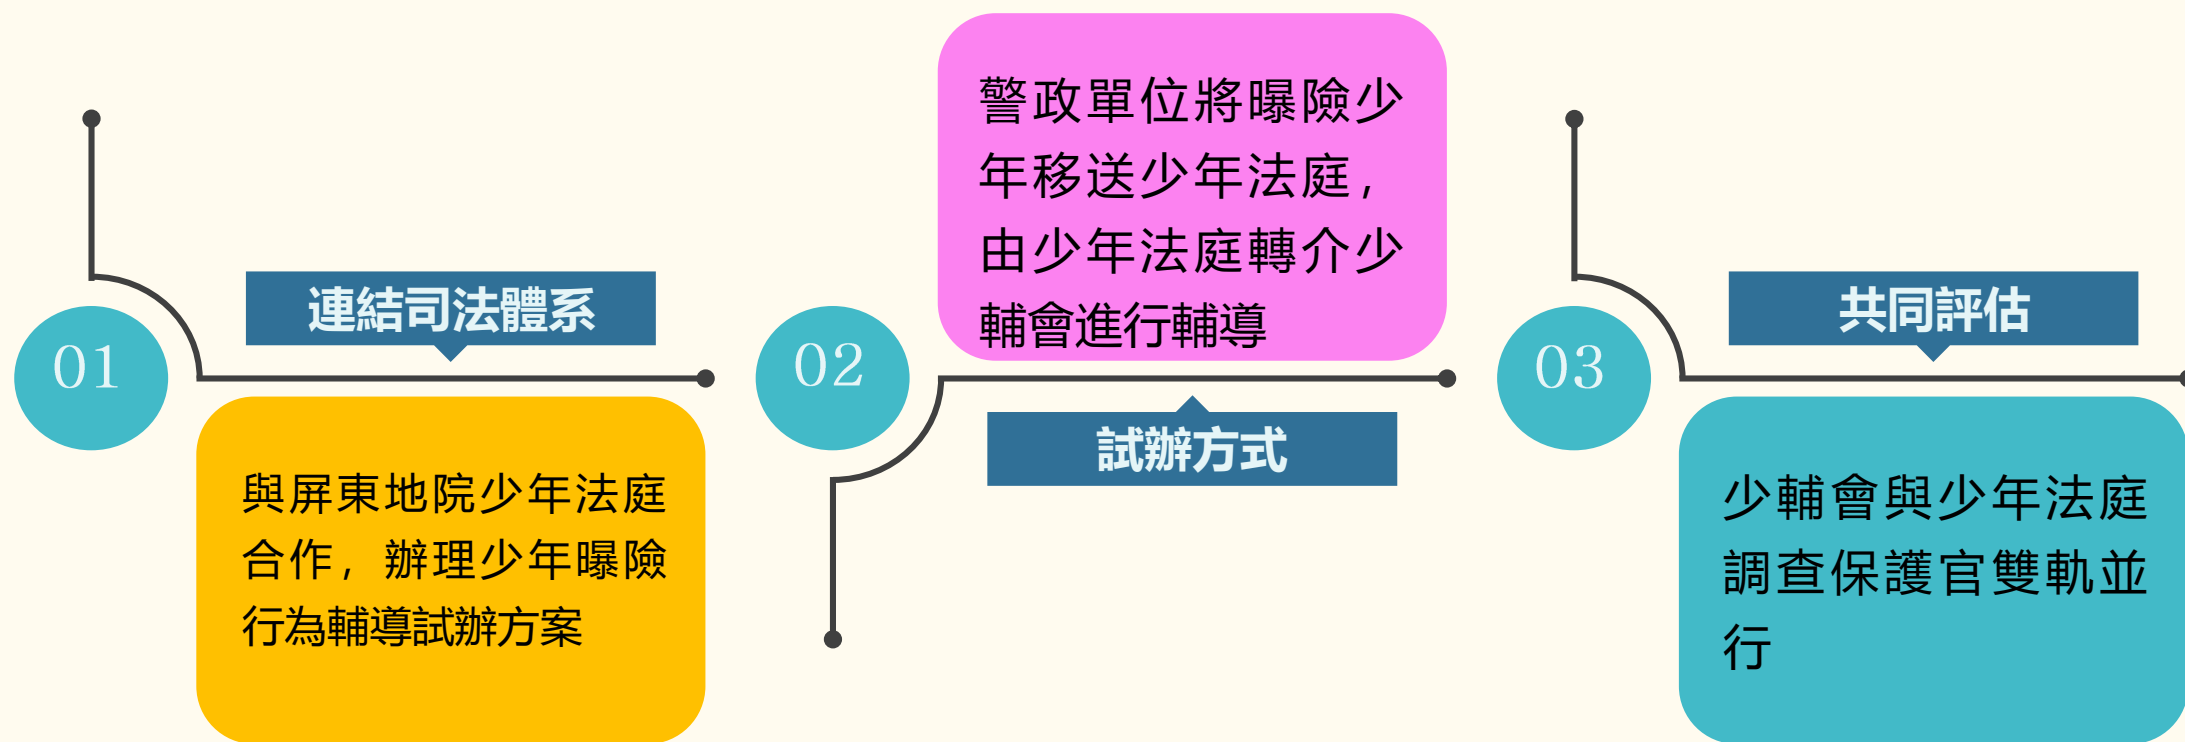 01
連結司法體系
與屏東地院少年法庭
合作，辦理少年曝險
行為輔導試辦方案
02
警政單位將曝險少
年移送少年法庭，
由少年法庭轉介少
輔會進行輔導
試辦方式
03
共同評估
少輔會與少年法庭
調查保護官雙軌並
行